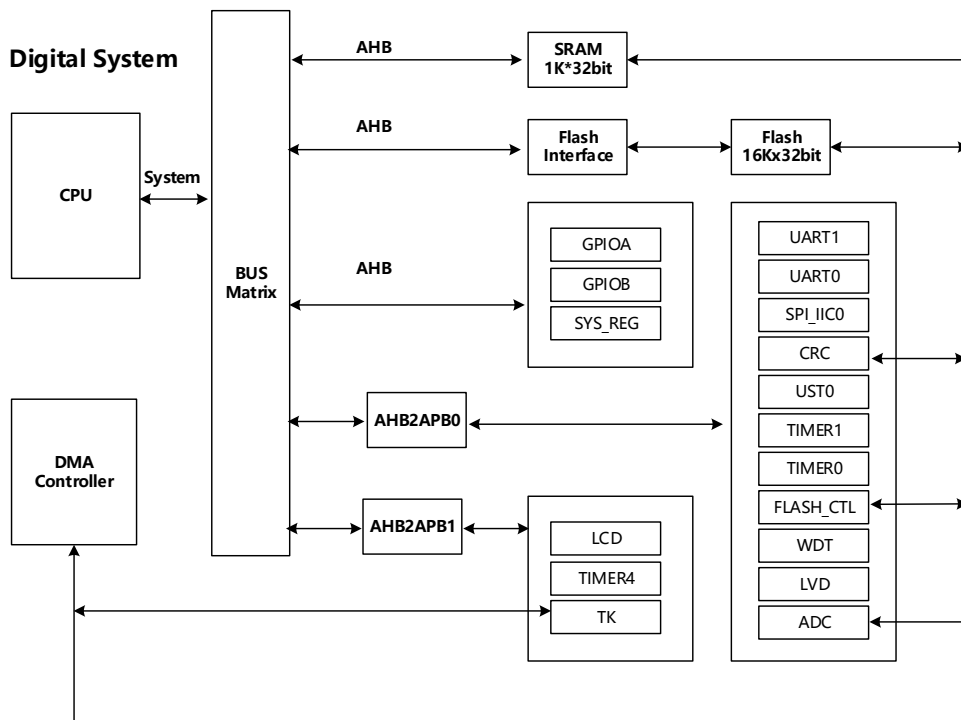 Digital System
CPU
System
DMA
Controller
BUS
Matrix
AHB
SRAM
1K*32bit
AHB
Flash
Interface
Flash
16Kx32bit
AHB
GPIOA
GPIOB
SYS_REG
AHB2APB0
UART1
UART0
SPI_IIC0
CRC
UST0
TIMER1
TIMER0
FLASH_CTL
WDT
LVD
ADC
AHB2APB1
LCD
TIMER4
TK